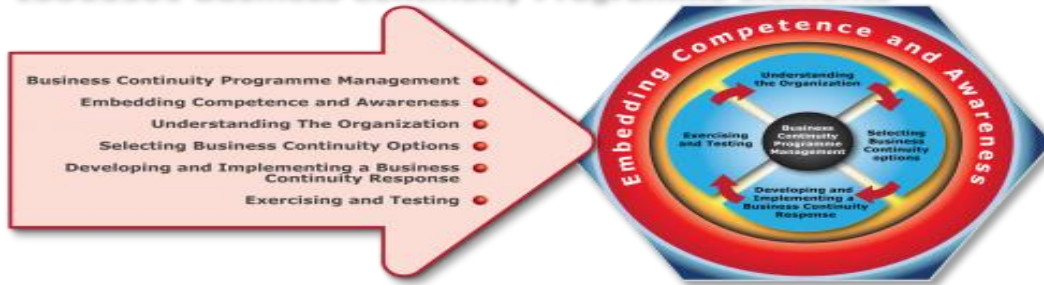 Business Continuity Programme Management
Embedding Competence and Awareness
Understanding The Organization
Selecting Business Continuity Options
Developing and Implementing a Business
Continuity Response
Exercising and Testing
Embedding Competence and Awareness
Understanding
the Organization
Exercising
and Testing
Business
Continuity
Programme
Management
Selecting
Business
Continuity
options
Developing and
Implementing a
Business Continuity
Response